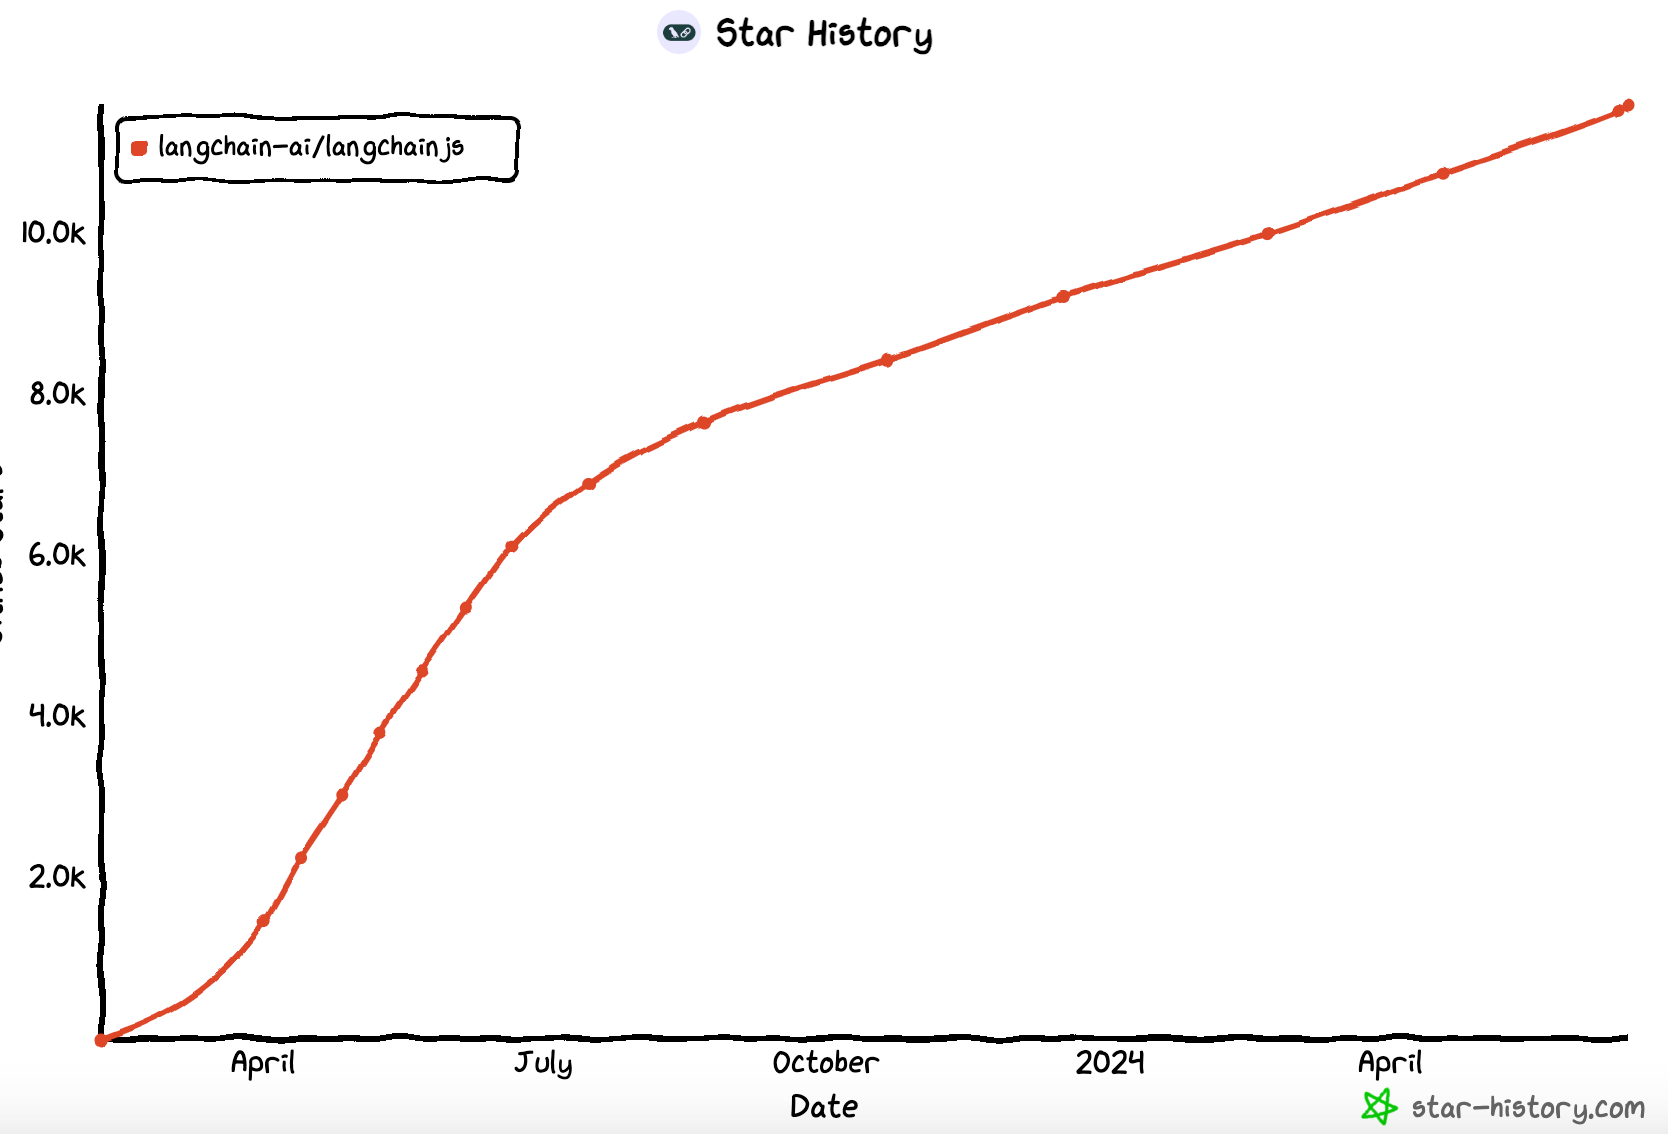 Star History
langchain-ai/langchainjs
10.0k
8.0k
6.0k
4.0k
2.0k
April
July
October
2024
April
Date
star-history.com